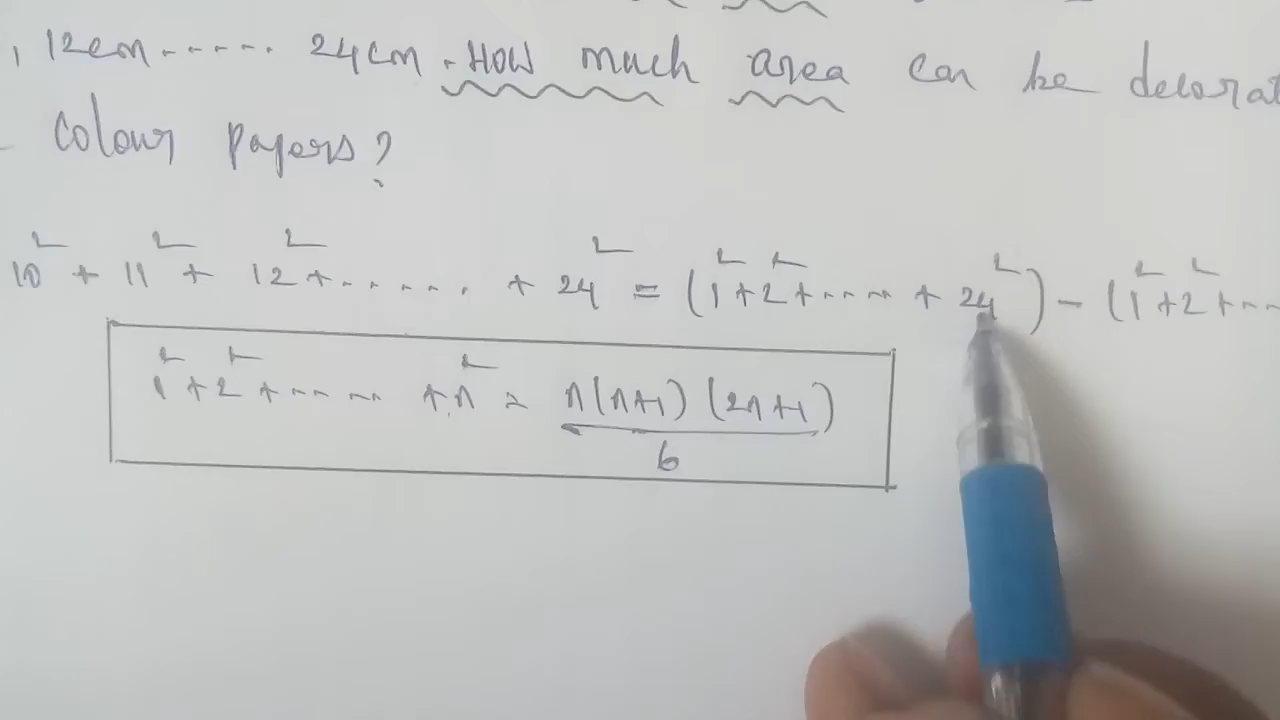 , 12cm...... 24cm. How much area can be decorat
- colour papers?
10² + 11² + 12² + ...... + 24² = (1² + 2² + .... + 24²) - (1² + 2² + ...
1² + 2² + ...... + n² = n(n+1)(2n+1)
6